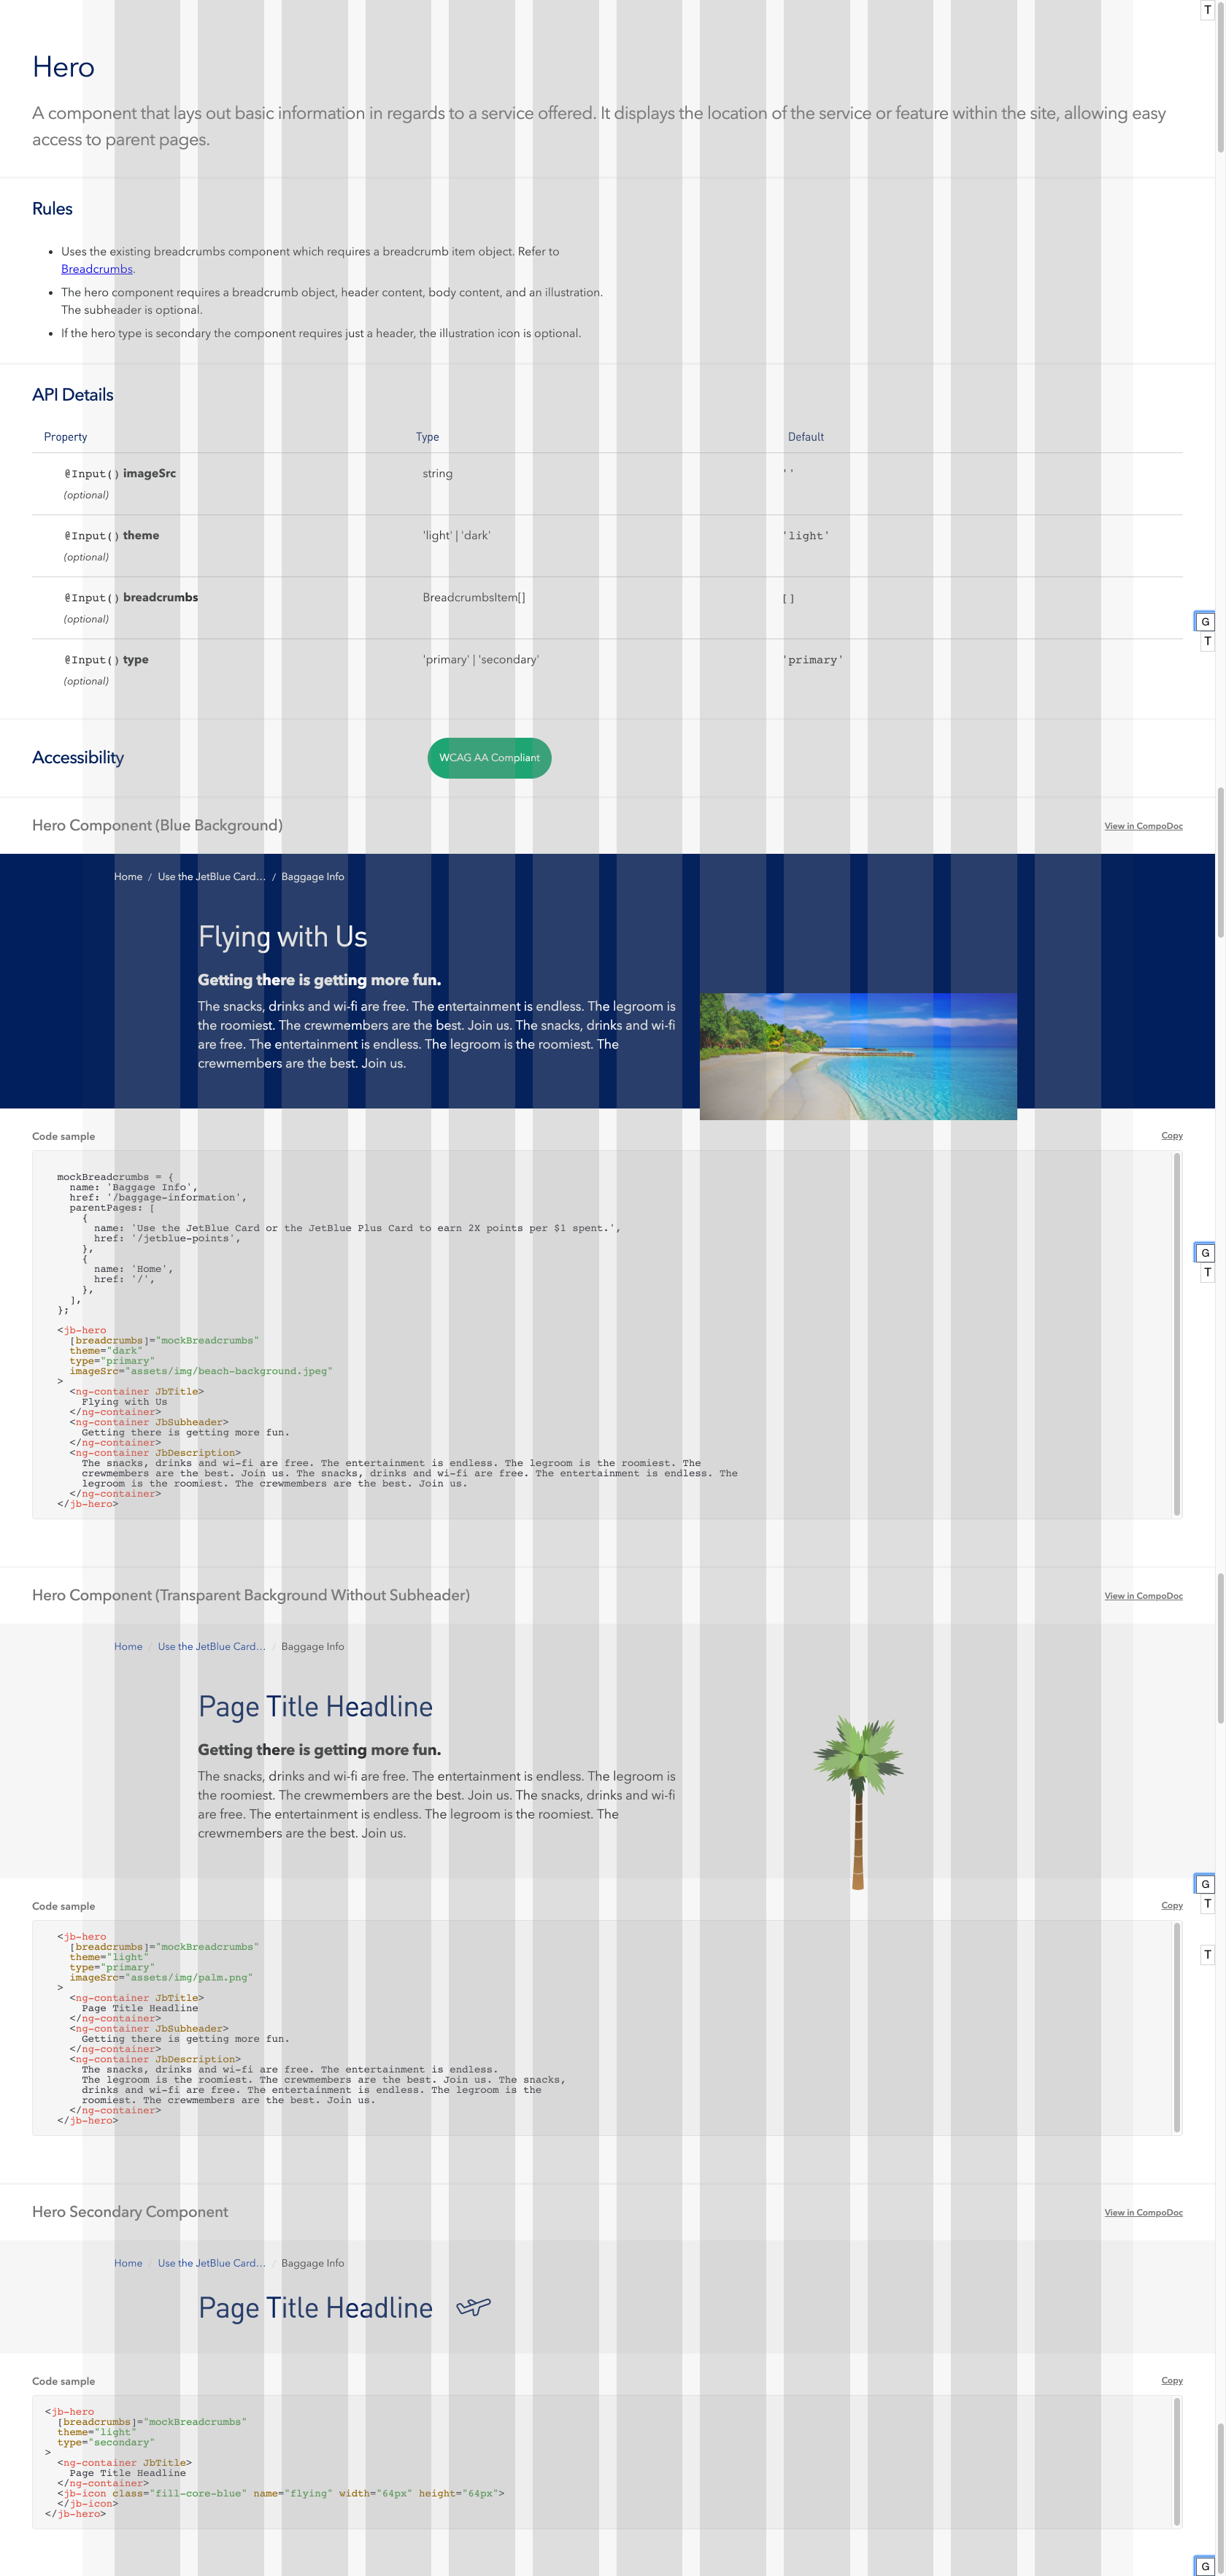 T
Hero
A component that lays out basic information in regards to a service offered. It displays the location of the service or feature within the site, allowing easy
access to parent pages.
Rules
• Uses the existing breadcrumbs component which requires a breadcrumb item object. Refer to
Breadcrumbs.
• The hero component requires a breadcrumb object, header content, body content, and an illustration.
The subheader is optional.
• If the hero type is secondary the component requires just a header, the illustration icon is optional.
API Details
Property Type Default
@Input() imageSrc string ''
(optional)
@Input() theme 'light' | 'dark' 'light'
(optional)
@Input() breadcrumbs BreadcrumbsItem[] []
(optional)
G
T
@Input() type 'primary' | 'secondary' 'primary'
(optional)
Accessibility WCAG AA Compliant
Hero Component (Blue Background) View in CompoDoc
Home / Use the JetBlue Card... / Baggage Info
Flying with Us
Getting there is getting more fun.
The snacks, drinks and wi-fi are free. The entertainment is endless. The legroom is
the roomiest. The crewmembers are the best. Join us. The snacks, drinks and wi-fi
are free. The entertainment is endless. The legroom is the roomiest. The
crewmembers are the best. Join us.
Code sample Copy
mockBreadcrumbs = {
name: 'Baggage Info',
href: '/baggage-information',
parentPages: [
{
name: 'Use the JetBlue Card or the JetBlue Plus Card to earn 2X points per $1 spent.',
href: '/jetblue-points',
},
{
name: 'Home',
href: '/',
},
],
};
G
T
<jb-hero
[breadcrumbs]="mockBreadcrumbs"
theme="dark"
type="primary"
imageSrc="assets/img/beach-background.jpeg"
>
<ng-container JbTitle>
Flying with Us
</ng-container>
<ng-container JbSubheader>
Getting there is getting more fun.
</ng-container>
<ng-container JbDescription>
The snacks, drinks and wi-fi are free. The entertainment is endless. The legroom is the roomiest. The
crewmembers are the best. Join us. The snacks, drinks and wi-fi are free. The entertainment is endless. The
legroom is the roomiest. The crewmembers are the best. Join us.
</ng-container>
</jb-hero>
Hero Component (Transparent Background Without Subheader) View in CompoDoc
Home / Use the JetBlue Card... / Baggage Info
Page Title Headline
Getting there is getting more fun.
The snacks, drinks and wi-fi are free. The entertainment is endless. The legroom is
the roomiest. The crewmembers are the best. Join us. The snacks, drinks and wi-fi
are free. The entertainment is endless. The legroom is the roomiest. The
crewmembers are the best. Join us.
G
T
Code sample Copy
<jb-hero
[breadcrumbs]="mockBreadcrumbs"
theme="light"
type="primary"
imageSrc="assets/img/palm.png"
>
T
<ng-container JbTitle>
Page Title Headline
</ng-container>
<ng-container JbSubheader>
Getting there is getting more fun.
</ng-container>
<ng-container JbDescription>
The snacks, drinks and wi-fi are free. The entertainment is endless.
The legroom is the roomiest. The crewmembers are the best. Join us. The snacks,
drinks and wi-fi are free. The entertainment is endless. The legroom is the
roomiest. The crewmembers are the best. Join us.
</ng-container>
</jb-hero>
Hero Secondary Component View in CompoDoc
Home / Use the JetBlue Card... / Baggage Info
Page Title Headline
Code sample Copy
<jb-hero
[breadcrumbs]="mockBreadcrumbs"
theme="light"
type="secondary"
>
<ng-container JbTitle>
Page Title Headline
</ng-container>
<jb-icon class="fill-core-blue" name="flying" width="64px" height="64px">
</jb-icon>
</jb-hero>
G